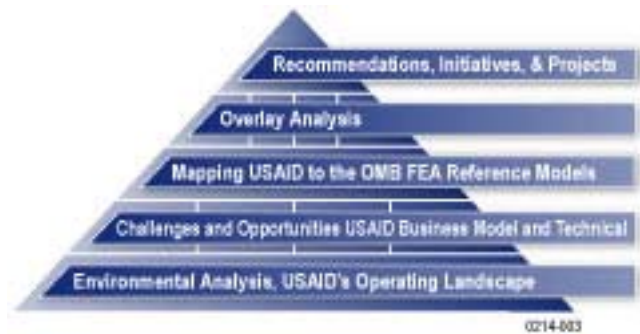 Recommendations, Initiatives, & Projects
Overlay Analysis
Mapping USAID to the OMB FEA Reference Models
Challenges and Opportunities USAID Business Model and Technical
Environmental Analysis, USAID's Operating Landscape
0214-003